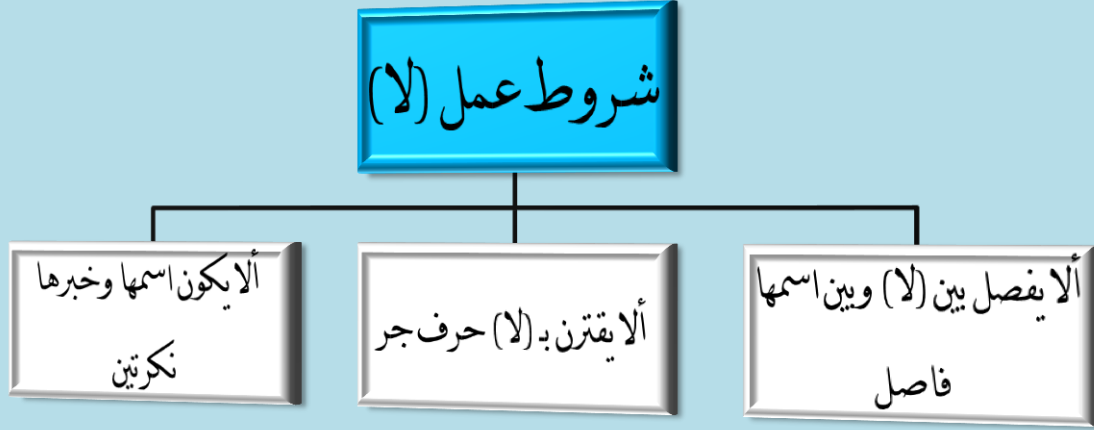 شروط عمل (لا)
ألا يفصل بين (لا) وبين اسمها
فاصل
ألا يقترن بـ (لا) حرف جر
ألا يكون اسمها وخبرها
نكرتين